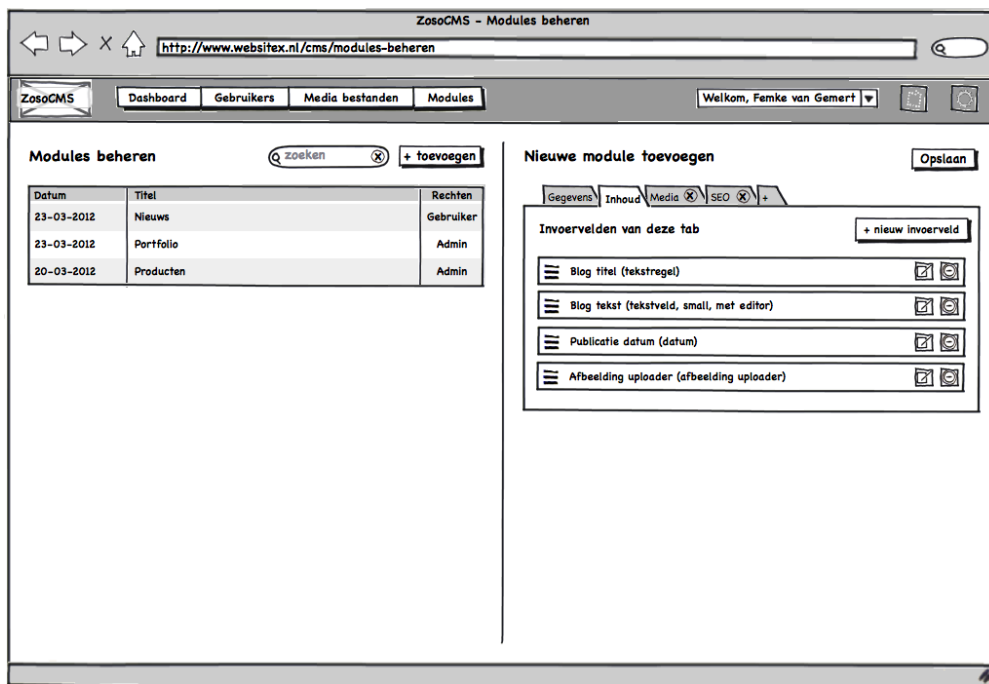 ZosoCMS - Modules beheren
http://www.websitex.nl/cms/modules-beheren
ZosoCMS Dashboard Gebruikers Media bestanden Modules Welkom, Femke van Gemert
Modules beheren zoeken + toevoegen
Datum Titel Rechten
23-03-2012 Nieuws Gebruiker
23-03-2012 Portfolio Admin
20-03-2012 Producten Admin
Nieuwe module toevoegen Opslaan
Gegevens Inhoud Media SEO +
Invoervelden van deze tab + nieuw invoerveld
Blog titel (tekstregel)
Blog tekst (tekstveld, small, met editor)
Publicatie datum (datum)
Afbeelding uploader (afbeelding uploader)